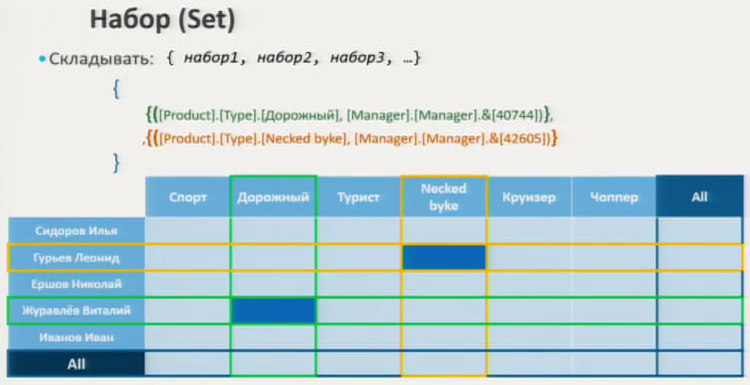 Набор (Set)
• Складывать: { набор1, набор2, набор3, …}
{
{([Product].[Type].[Дорожный], [Manager].[Manager].&[40744])},
,{([Product].[Type].[Necked byke], [Manager].[Manager].&[42605])}
}
Спорт Дорожный Турист Necked byke Круизер Чоппер All
Сидоров Илья
Гурьев Леонид
Ершов Николай
Журавлёв Виталий
Иванов Иван
All